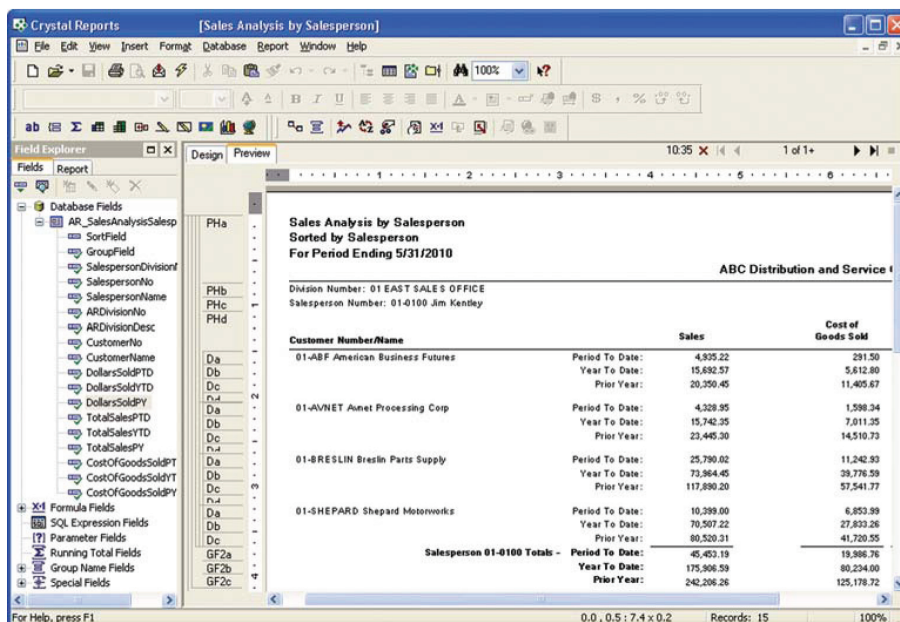 Crystal Reports [Sales Analysis by Salesperson]
File Edit View Insert Format Database Report Window Help
100%
B I U A $ , %
ab
Field Explorer
Fields Report
Design Preview 10:35 1 of 1+
1 2 3 4 5 6
Database Fields
AR_SalesAnalysisSalesp
SortField
GroupField
SalespersonDivision
SalespersonNo
SalespersonName
ARDivisionNo
ARDivisionDesc
CustomerNo
CustomerName
DollarsSoldPTD
DollarsSoldYTD
DollarsSoldPY
TotalSalesPTD
TotalSalesYTD
TotalSalesPY
CostOfGoodsSoldPT
CostOfGoodsSoldYT
CostOfGoodsSoldPY
Formula Fields
SQL Expression Fields
Parameter Fields
Running Total Fields
Group Name Fields
Special Fields
PHa
PHb
PHc
PHd
Da
Db
Dc
Dd
Da
Db
Dc
Dd
Da
Db
Dc
Dd
Da
Db
Dc
GF2a
GF2b
GF2c
1
2
3
4
Sales Analysis by Salesperson
Sorted by Salesperson
For Period Ending 5/31/2010
ABC Distribution and Service
Division Number: 01 EAST SALES OFFICE
Salesperson Number: 01-0100 Jim Kentley
Customer Number/Name Sales Cost of Goods Sold
01-ABF American Business Futures Period To Date: 4,935.22 291.50
Year To Date: 15,692.57 5,612.80
Prior Year: 20,350.45 11,405.67
01-AVNET Avnet Processing Corp Period To Date: 4,328.95 1,598.34
Year To Date: 15,742.35 7,011.35
Prior Year: 23,445.30 14,510.73
01-BRESLIN Breslin Parts Supply Period To Date: 25,790.02 11,242.93
Year To Date: 73,964.45 39,776.59
Prior Year: 117,890.20 57,541.77
01-SHEPARD Shepard Motorworks Period To Date: 10,399.00 6,853.99
Year To Date: 70,507.22 27,833.26
Prior Year: 80,520.31 41,720.55
Salesperson 01-0100 Totals - Period To Date: 45,453.19 19,986.76
Year To Date: 175,906.59 80,234.00
Prior Year: 242,206.26 125,178.72
For Help, press F1 0.0 , 0.5 : 7.4 x 0.2 Records: 15 100%